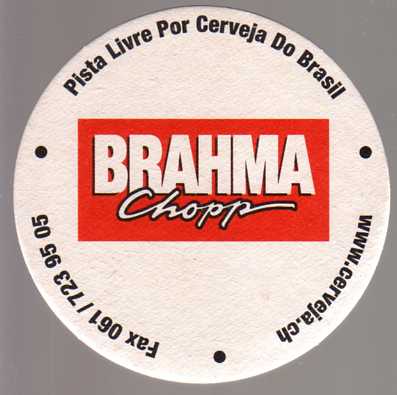 Pista Livre Por Cerveja Do Brasil
BRAHMA
Chopp
Fax 061 / 723 95 05
www.cerveja.ch